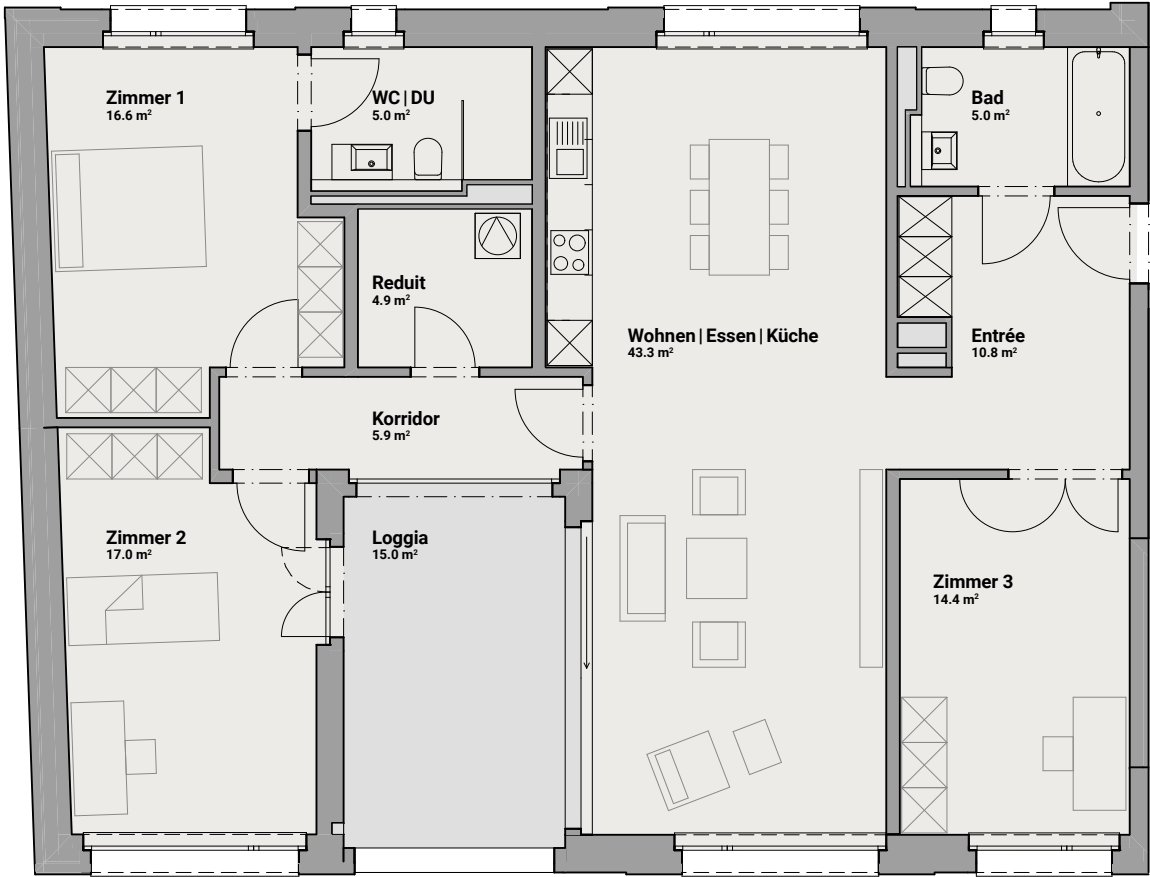 Zimmer 1
16.6 m²
WC | DU
5.0 m²
Bad
5.0 m²
Reduit
4.9 m²
Wohnen | Essen | Küche
43.3 m²
Entrée
10.8 m²
Korridor
5.9 m²
Zimmer 2
17.0 m²
Loggia
15.0 m²
Zimmer 3
14.4 m²